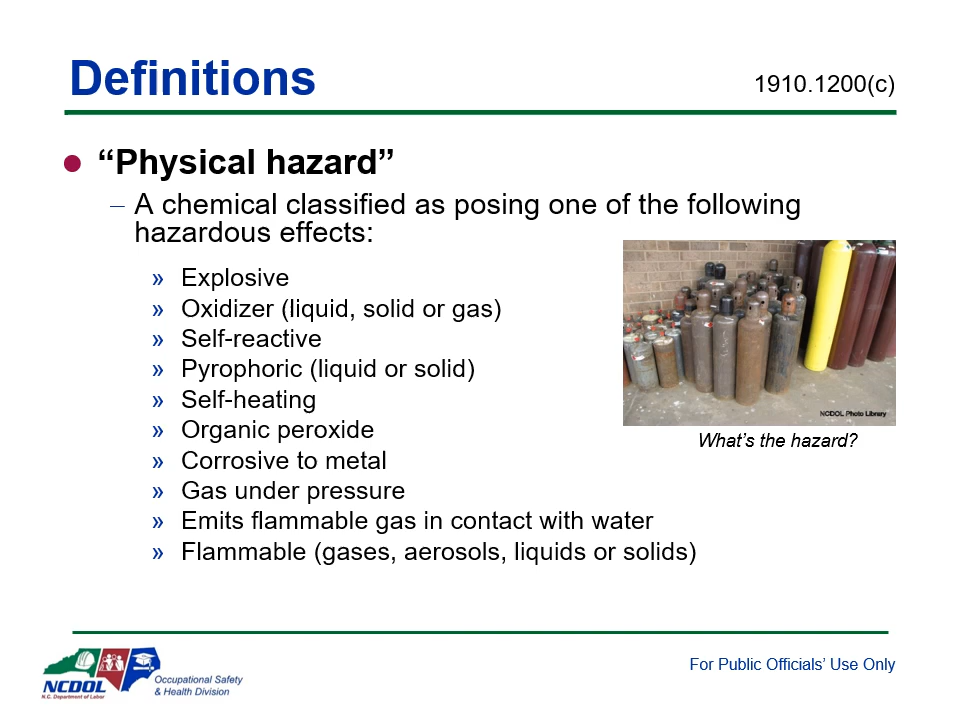 Definitions
1910.1200(c)
● “Physical hazard”
– A chemical classified as posing one of the following
hazardous effects:
» Explosive
» Oxidizer (liquid, solid or gas)
» Self-reactive
» Pyrophoric (liquid or solid)
» Self-heating
» Organic peroxide
» Corrosive to metal
» Gas under pressure
» Emits flammable gas in contact with water
» Flammable (gases, aerosols, liquids or solids)
NCDOL Photo Library
What’s the hazard?
NCDOL
N.C. Department of Labor
Occupational Safety
& Health Division
For Public Officials’ Use Only